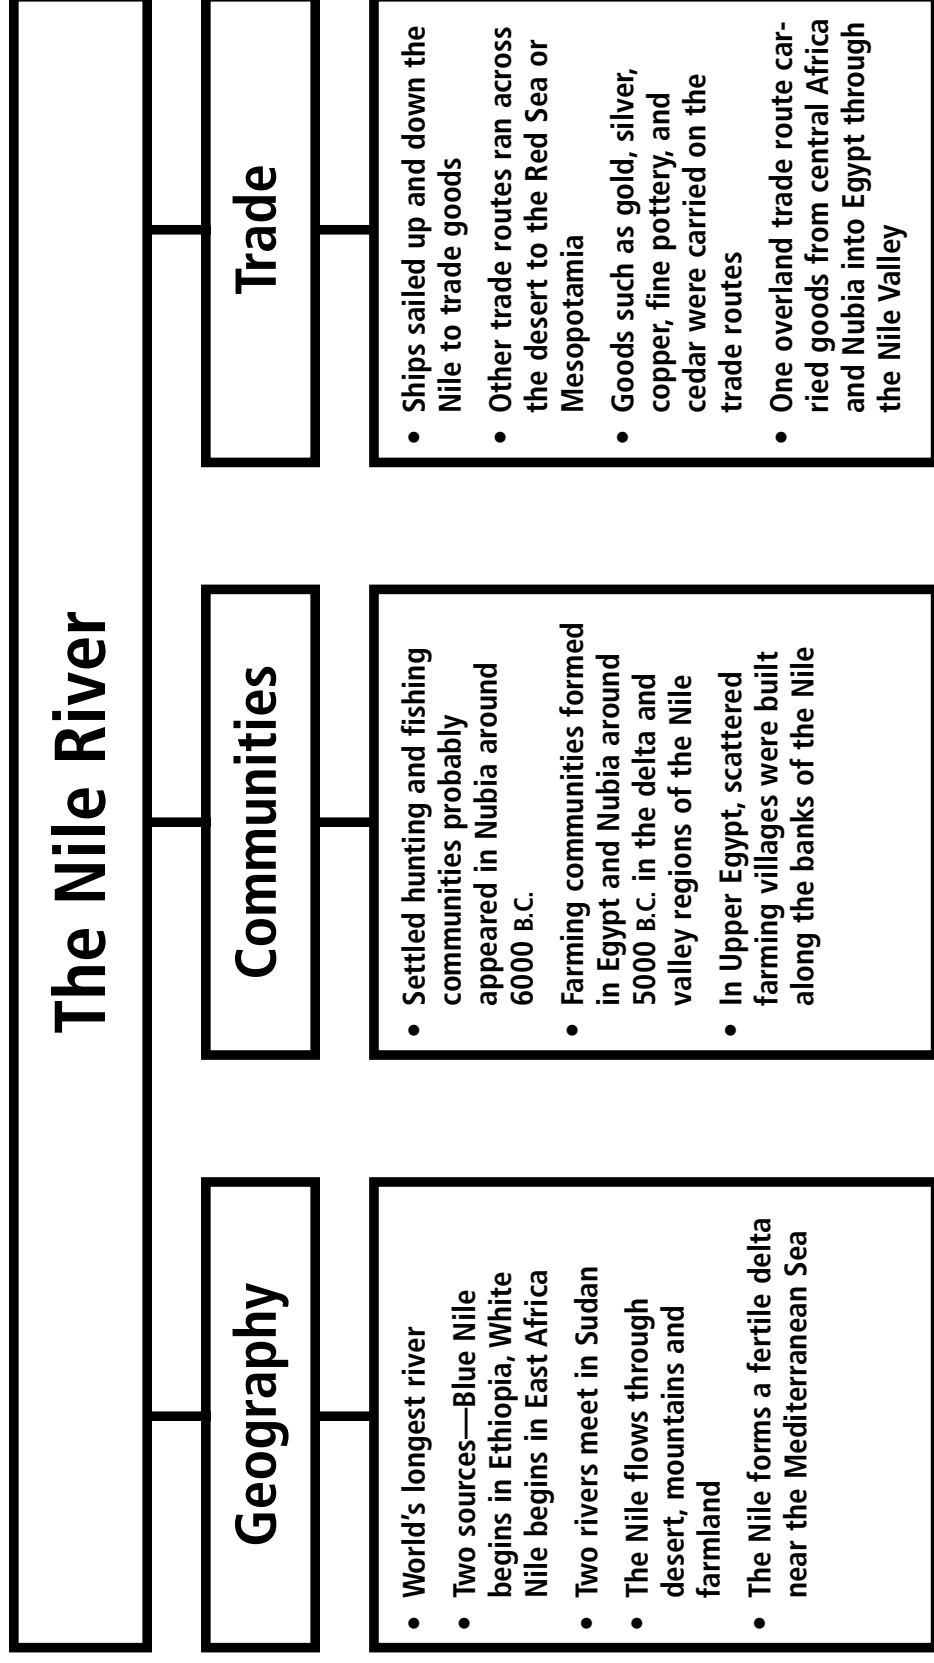 The Nile River
Geography
• World's longest river
• Two sources—Blue Nile
begins in Ethiopia, White
Nile begins in East Africa
• Two rivers meet in Sudan
• The Nile flows through
desert, mountains and
farmland
• The Nile forms a fertile delta
near the Mediterranean Sea
Communities
• Settled hunting and fishing
communities probably
appeared in Nubia around
6000 B.C.
• Farming communities formed
in Egypt and Nubia around
5000 B.C. in the delta and
valley regions of the Nile
• In Upper Egypt, scattered
farming villages were built
along the banks of the Nile
Trade
• Ships sailed up and down the
Nile to trade goods
• Other trade routes ran across
the desert to the Red Sea or
Mesopotamia
• Goods such as gold, silver,
copper, fine pottery, and
cedar were carried on the
trade routes
• One overland trade route car-
ried goods from central Africa
and Nubia into Egypt through
the Nile Valley